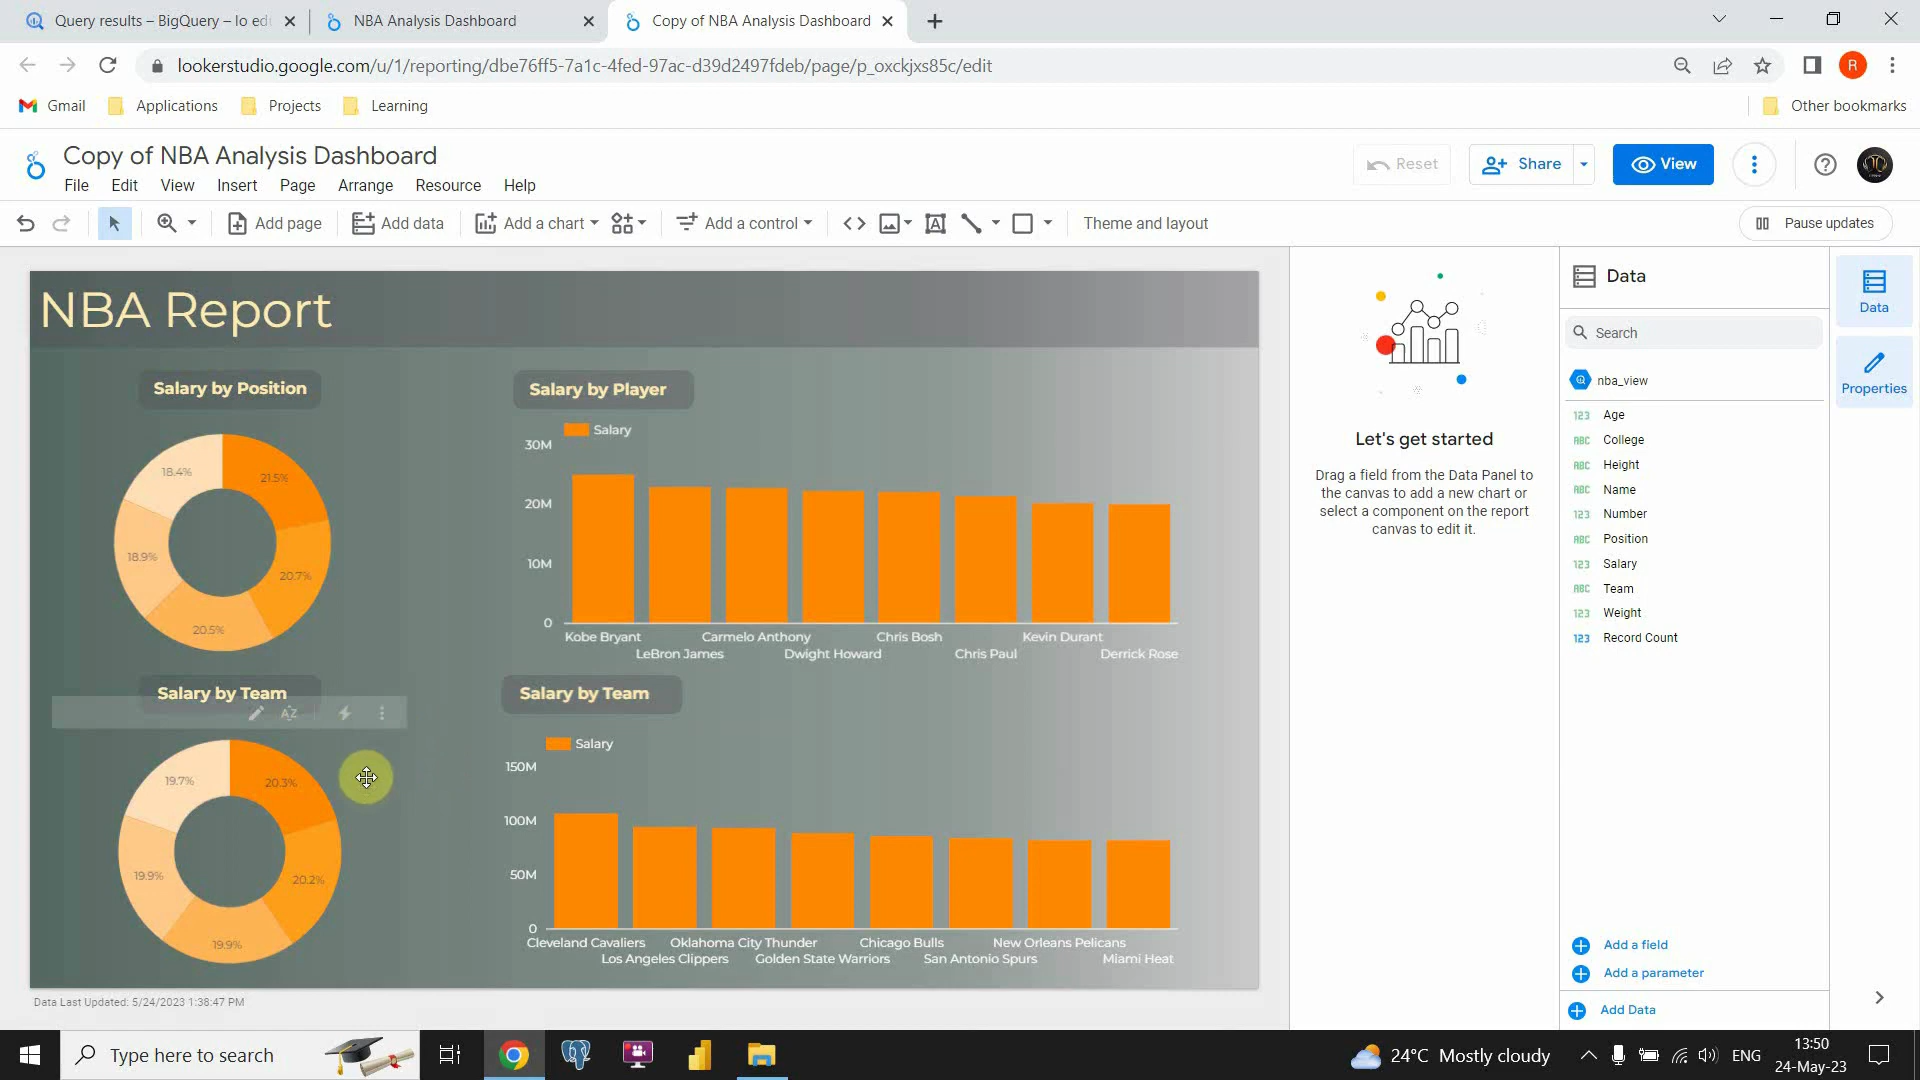 Query results – BigQuery – lo edi
NBA Analysis Dashboard
Copy of NBA Analysis Dashboard
lookerstudio.google.com/u/1/reporting/dbe76ff5-7a1c-4fed-97ac-d39d2497fdeb/page/p_oxckjxs85c/edit
R
Gmail
Applications
Projects
Learning
Other bookmarks
Copy of NBA Analysis Dashboard
Reset
Share
View
File Edit View Insert Page Arrange Resource Help
Add page
Add data
Add a chart
Add a control
Theme and layout
Pause updates
NBA Report
Salary by Position
18.4%
21.5%
18.9%
20.7%
20.5%
Salary by Player
Salary
30M
20M
10M
0
Kobe Bryant
Carmelo Anthony
Chris Bosh
Kevin Durant
LeBron James
Dwight Howard
Chris Paul
Derrick Rose
Salary by Team
19.7%
20.3%
19.9%
20.2%
19.9%
Salary by Team
Salary
150M
100M
50M
0
Cleveland Cavaliers
Oklahoma City Thunder
Chicago Bulls
New Orleans Pelicans
Los Angeles Clippers
Golden State Warriors
San Antonio Spurs
Miami Heat
Data Last Updated: 5/24/2023 1:38:47 PM
Let's get started
Drag a field from the Data Panel to
the canvas to add a new chart or
select a component on the report
canvas to edit it.
Data
Search
nba_view
123 Age
ABC College
ABC Height
ABC Name
123 Number
ABC Position
123 Salary
ABC Team
123 Weight
123 Record Count
Add a field
Add a parameter
Add Data
Data
Properties
Type here to search
24°C Mostly cloudy
ENG
13:50
24-May-23